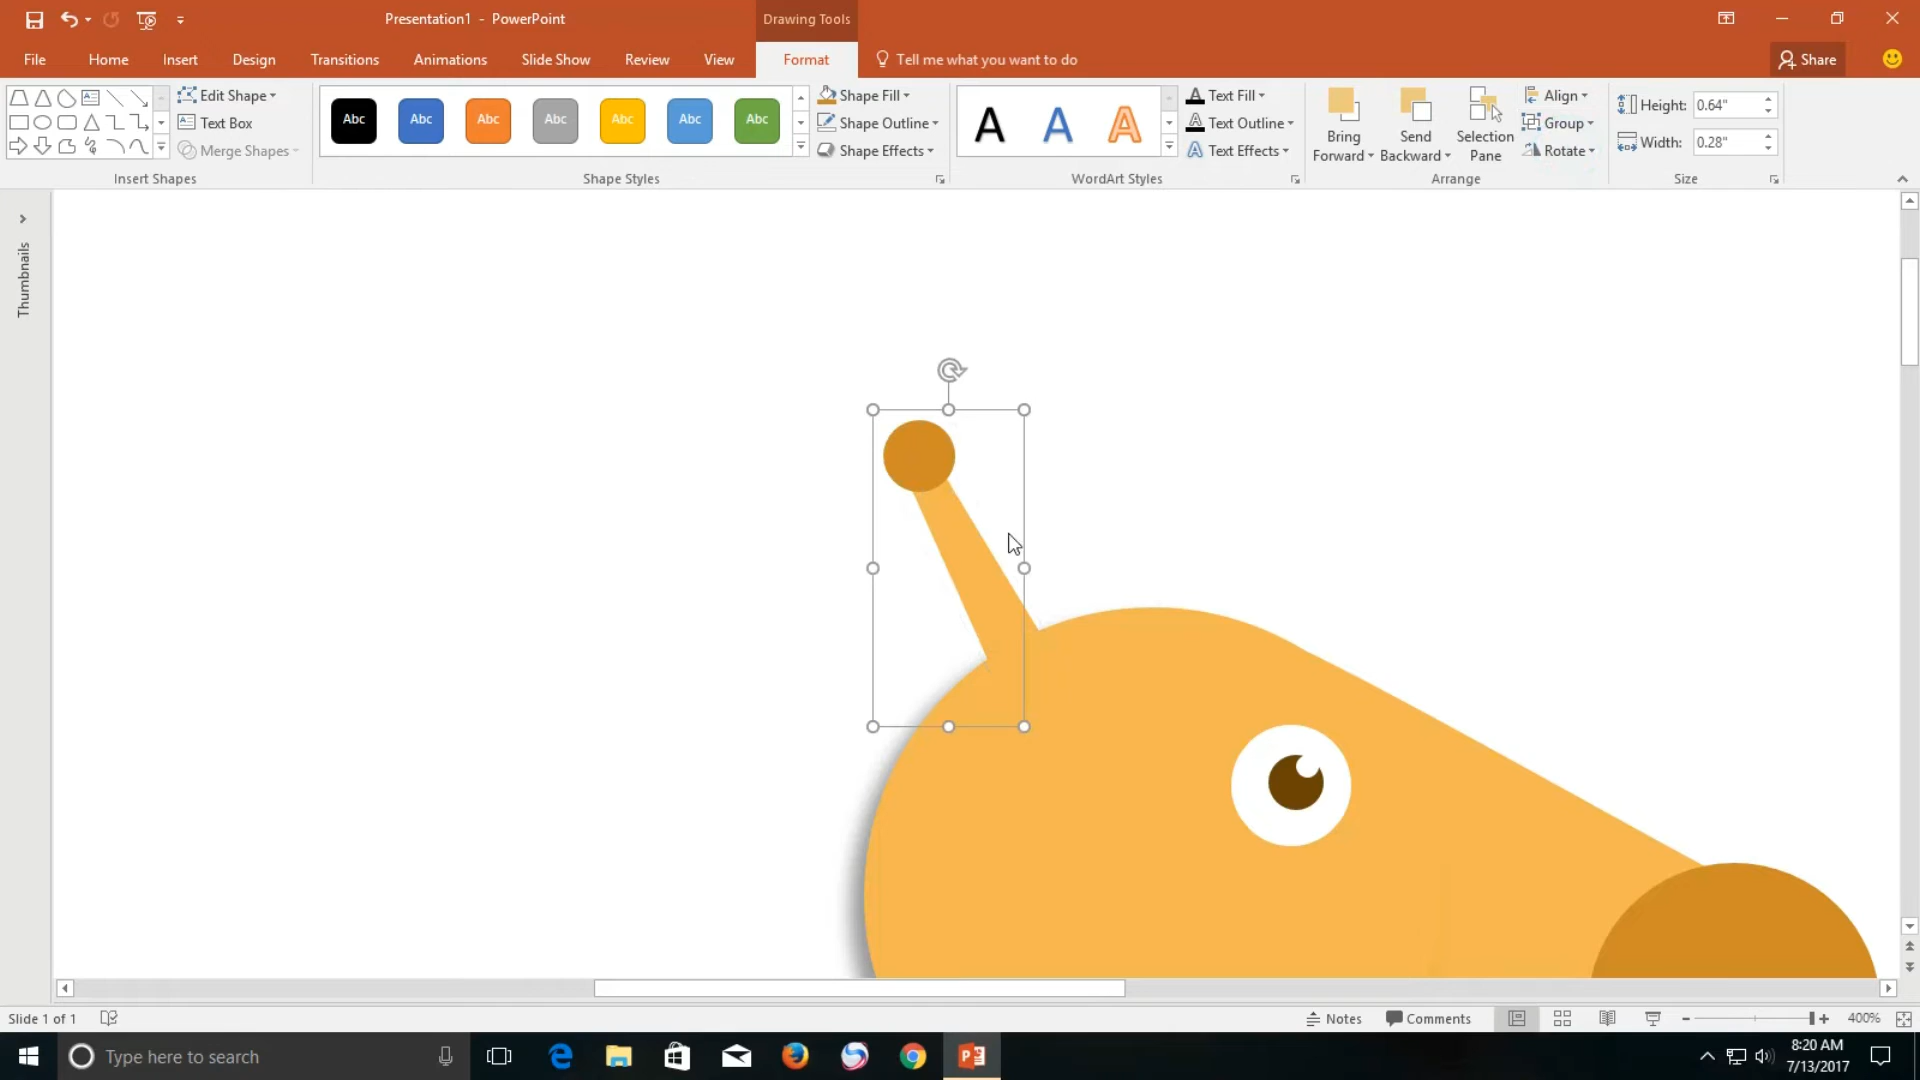 Presentation1 - PowerPoint
Drawing Tools
File
Home
Insert
Design
Transitions
Animations
Slide Show
Review
View
Format
Tell me what you want to do
Share
Edit Shape
Text Box
Merge Shapes
Insert Shapes
Abc
Abc
Abc
Abc
Abc
Abc
Abc
Shape Fill
Shape Outline
Shape Effects
Shape Styles
A
A
A
Text Fill
Text Outline
Text Effects
WordArt Styles
Bring
Forward
Send
Backward
Selection
Pane
Align
Group
Rotate
Arrange
Height: 0.64"
Width: 0.28"
Size
Thumbnails
Slide 1 of 1
Notes
Comments
400%
Type here to search
8:20 AM
7/13/2017